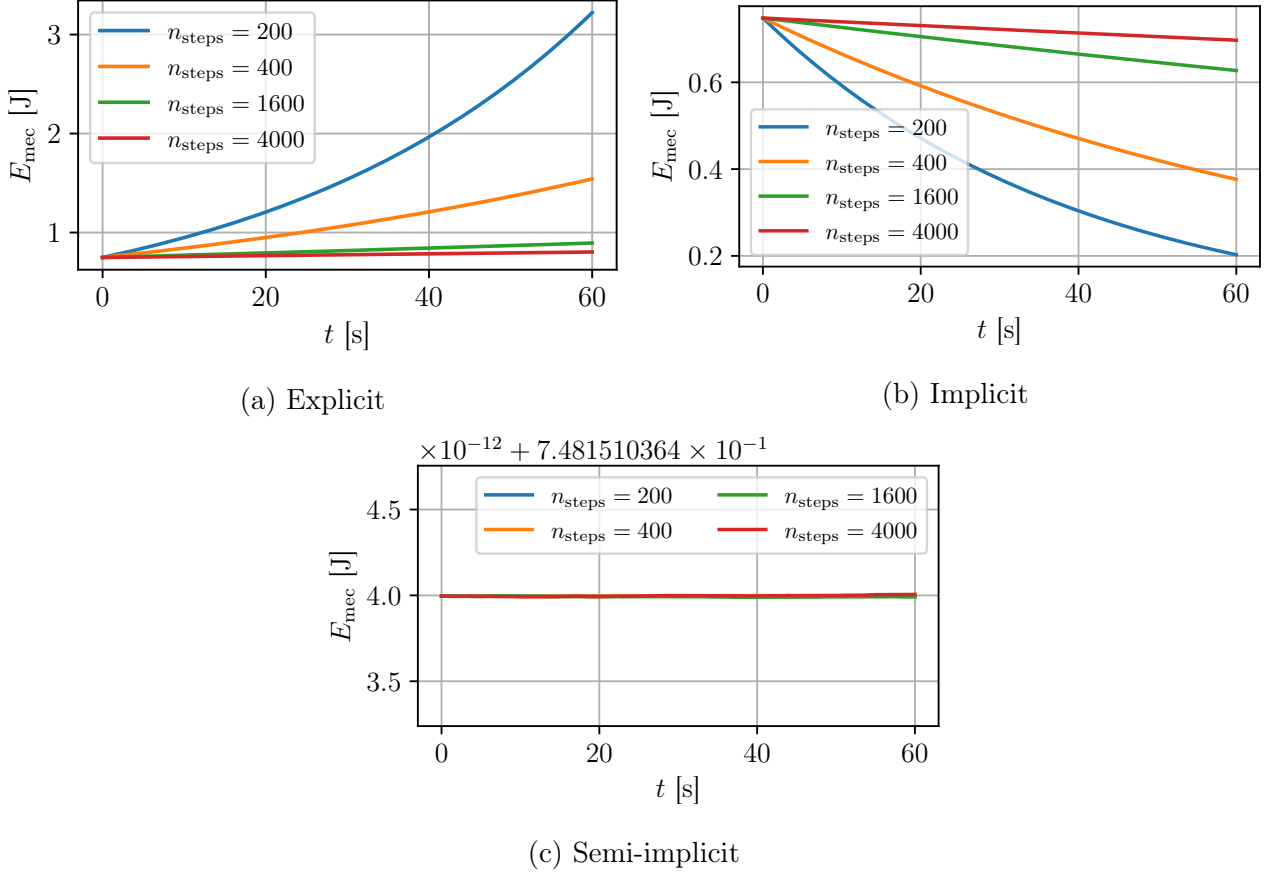 3
2
1
E_mec [J]
n_steps = 200
n_steps = 400
n_steps = 1600
n_steps = 4000
0 20 40 60
t [s]
(a) Explicit
0.6
0.4
0.2
E_mec [J]
n_steps = 200
n_steps = 400
n_steps = 1600
n_steps = 4000
0 20 40 60
t [s]
(b) Implicit
×10⁻¹² + 7.481510364 × 10⁻¹
4.5
4.0
3.5
E_mec [J]
n_steps = 200 n_steps = 1600
n_steps = 400 n_steps = 4000
0 20 40 60
t [s]
(c) Semi-implicit